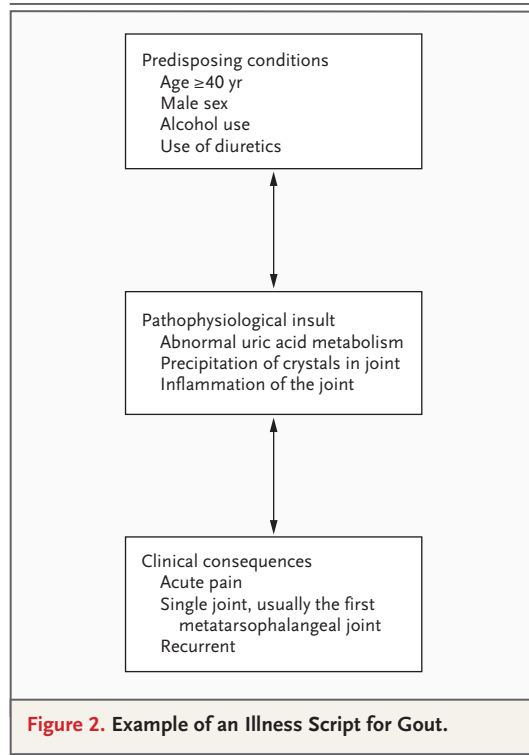 Predisposing conditions
Age ≥40 yr
Male sex
Alcohol use
Use of diuretics
Pathophysiological insult
Abnormal uric acid metabolism
Precipitation of crystals in joint
Inflammation of the joint
Clinical consequences
Acute pain
Single joint, usually the first
metatarsophalangeal joint
Recurrent
Figure 2. Example of an Illness Script for Gout.